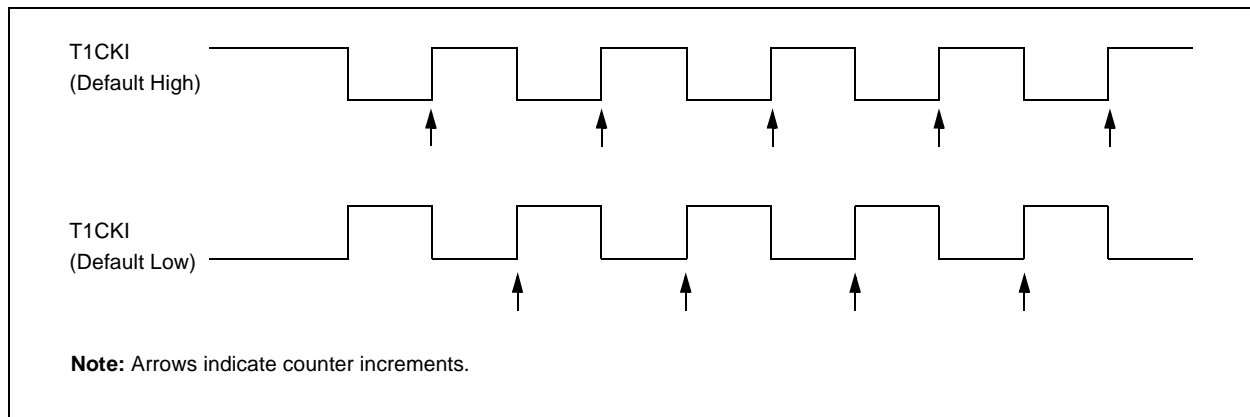 T1CKI
(Default High)
T1CKI
(Default Low)
Note: Arrows indicate counter increments.